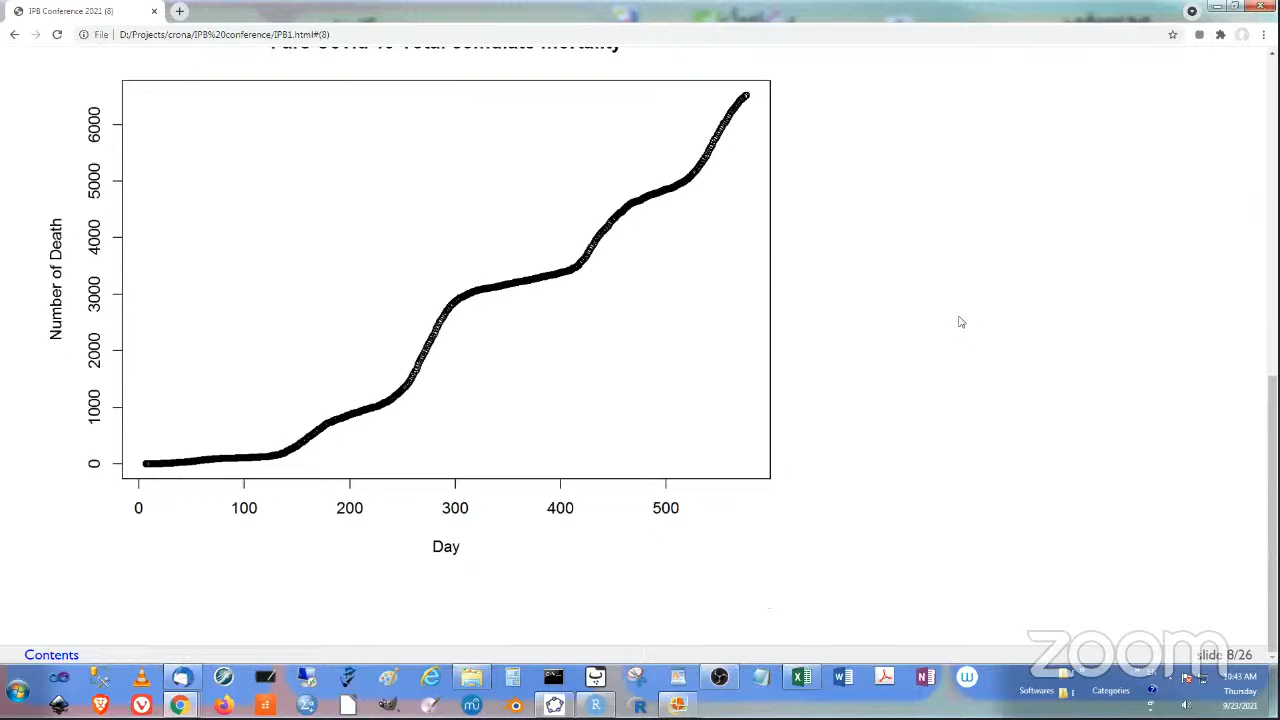 IPB Conference 2021 (8)
File D:/Projects/crona/IPB%20conference/IPB1.html#(8)
Number of Death
6000
5000
4000
3000
2000
1000
0
0 100 200 300 400 500
Day
zoom
Contents
slide 8/26
Softwares
Categories
10:43 AM
Thursday
9/23/2021